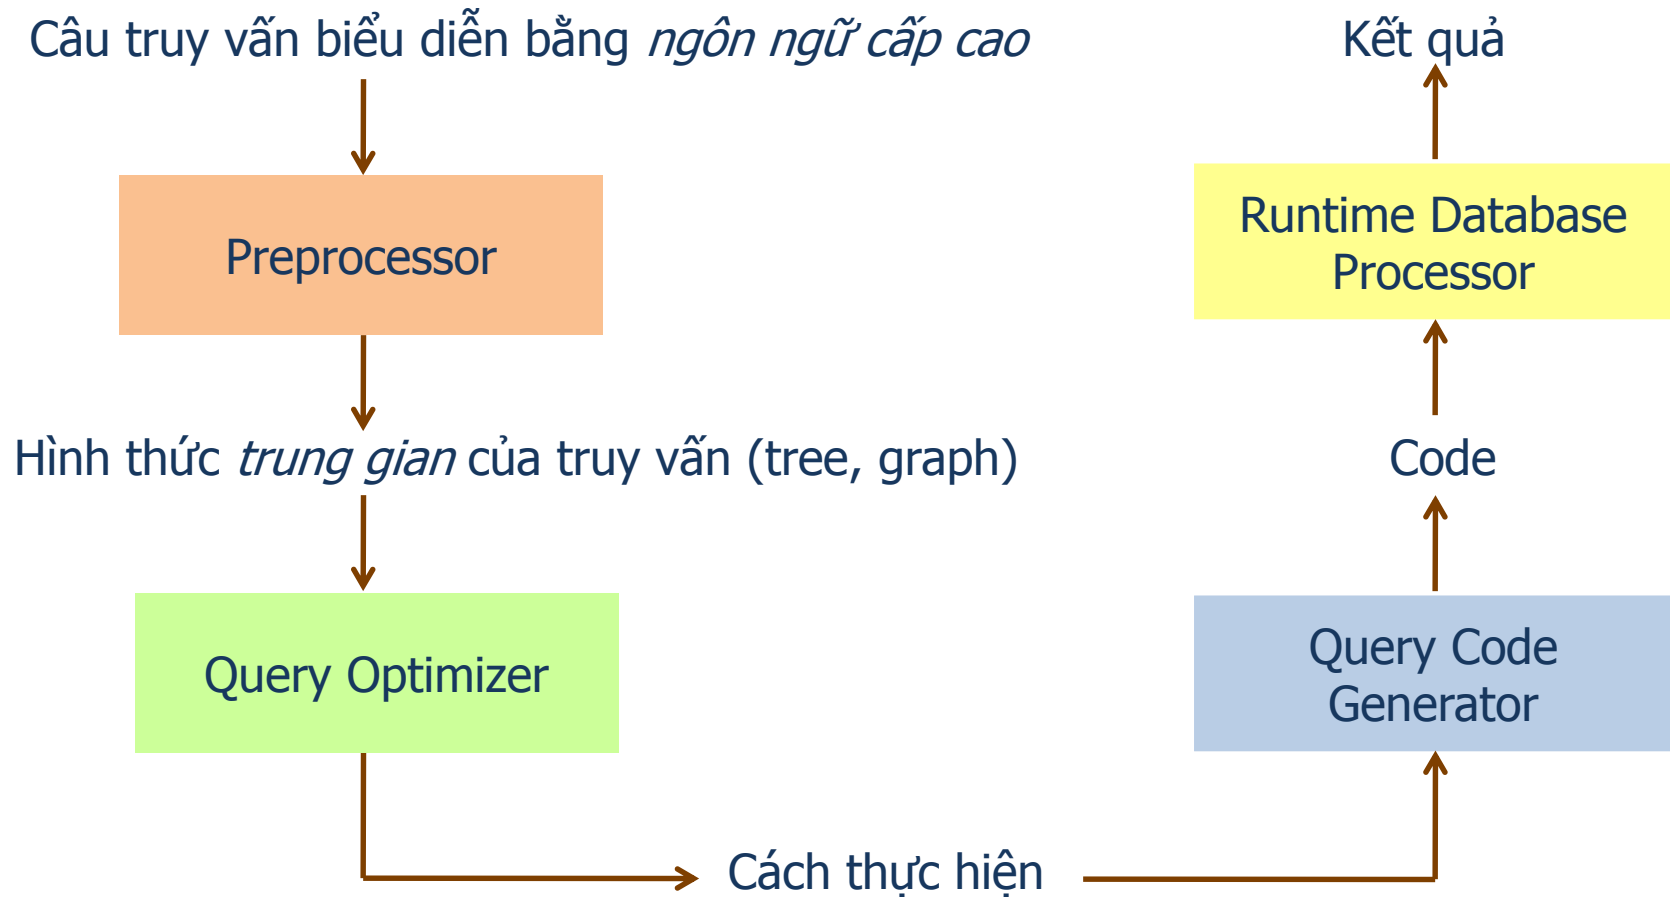 Câu truy vấn biểu diễn bằng ngôn ngữ cấp cao
Preprocessor
Hình thức trung gian của truy vấn (tree, graph)
Query Optimizer
Cách thực hiện
Query Code
Generator
Code
Runtime Database
Processor
Kết quả